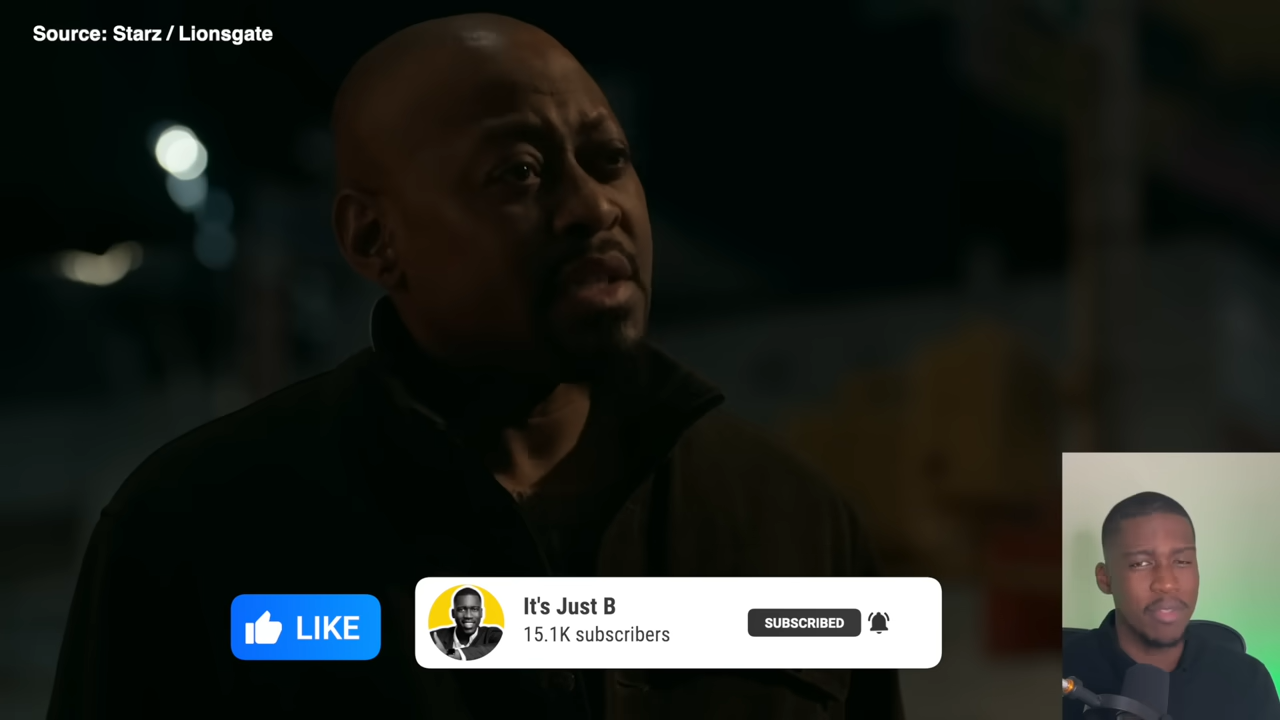 Source: Starz / Lionsgate
LIKE
It's Just B
15.1K subscribers
SUBSCRIBED